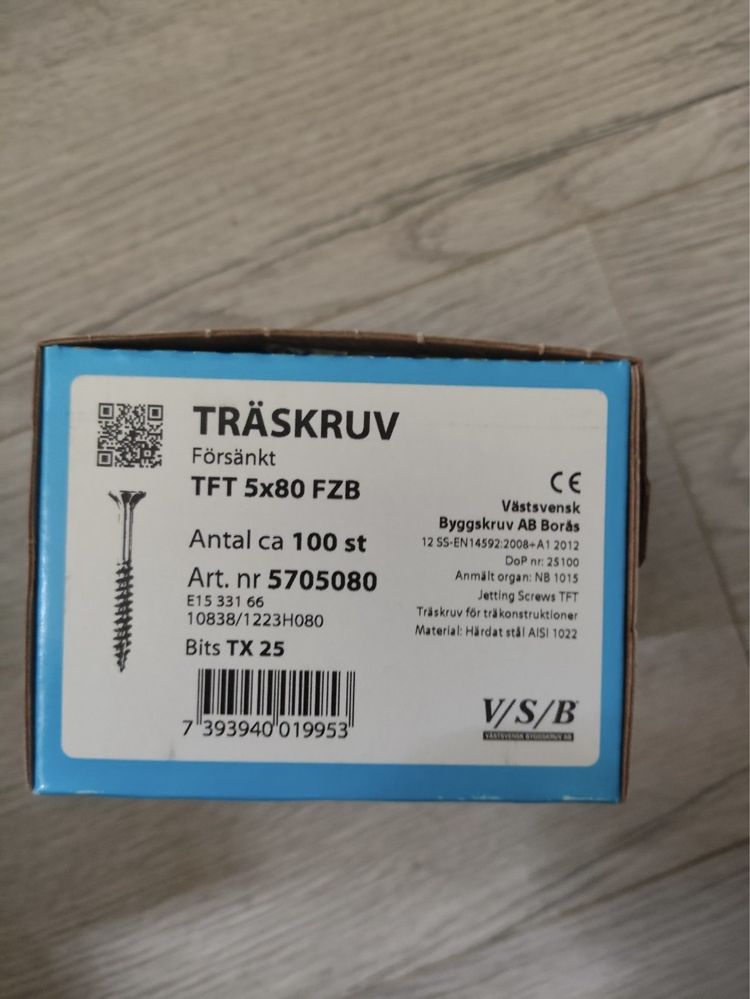 TRÄSKRUV
Försänkt
TFT 5x80 FZB
Antal ca 100 st
Art. nr 5705080
E15 331 66
10838/1223H080
Bits TX 25
7 393940 019953
CE
Västsvensk
Byggskruv AB Borås
12 SS-EN14592:2008+A1 2012
DoP nr: 25100
Anmält organ: NB 1015
Jetting Screws TFT
Träskruv för träkonstruktioner
Material: Härdat stål AISI 1022
V/S/B
VÄSTSVENSK BYGGSKRUV AB